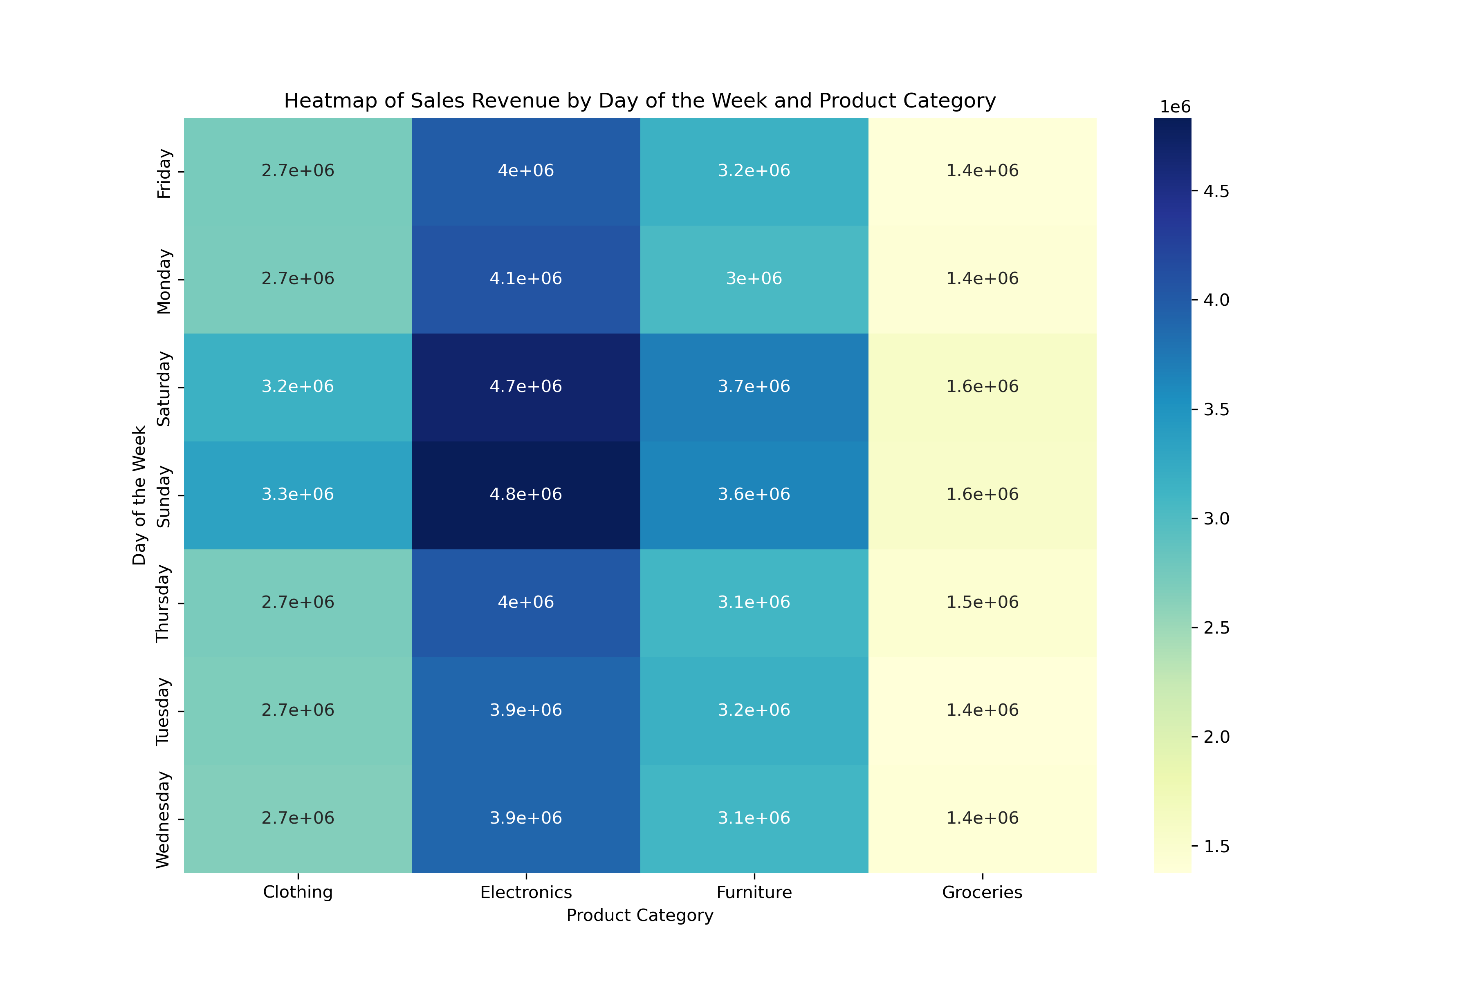 Heatmap of Sales Revenue by Day of the Week and Product Category
1e6
Day of the Week
Friday 2.7e+06 4e+06 3.2e+06 1.4e+06
Monday 2.7e+06 4.1e+06 3e+06 1.4e+06
Saturday 3.2e+06 4.7e+06 3.7e+06 1.6e+06
Sunday 3.3e+06 4.8e+06 3.6e+06 1.6e+06
Thursday 2.7e+06 4e+06 3.1e+06 1.5e+06
Tuesday 2.7e+06 3.9e+06 3.2e+06 1.4e+06
Wednesday 2.7e+06 3.9e+06 3.1e+06 1.4e+06
Clothing Electronics Furniture Groceries
Product Category
4.5
4.0
3.5
3.0
2.5
2.0
1.5